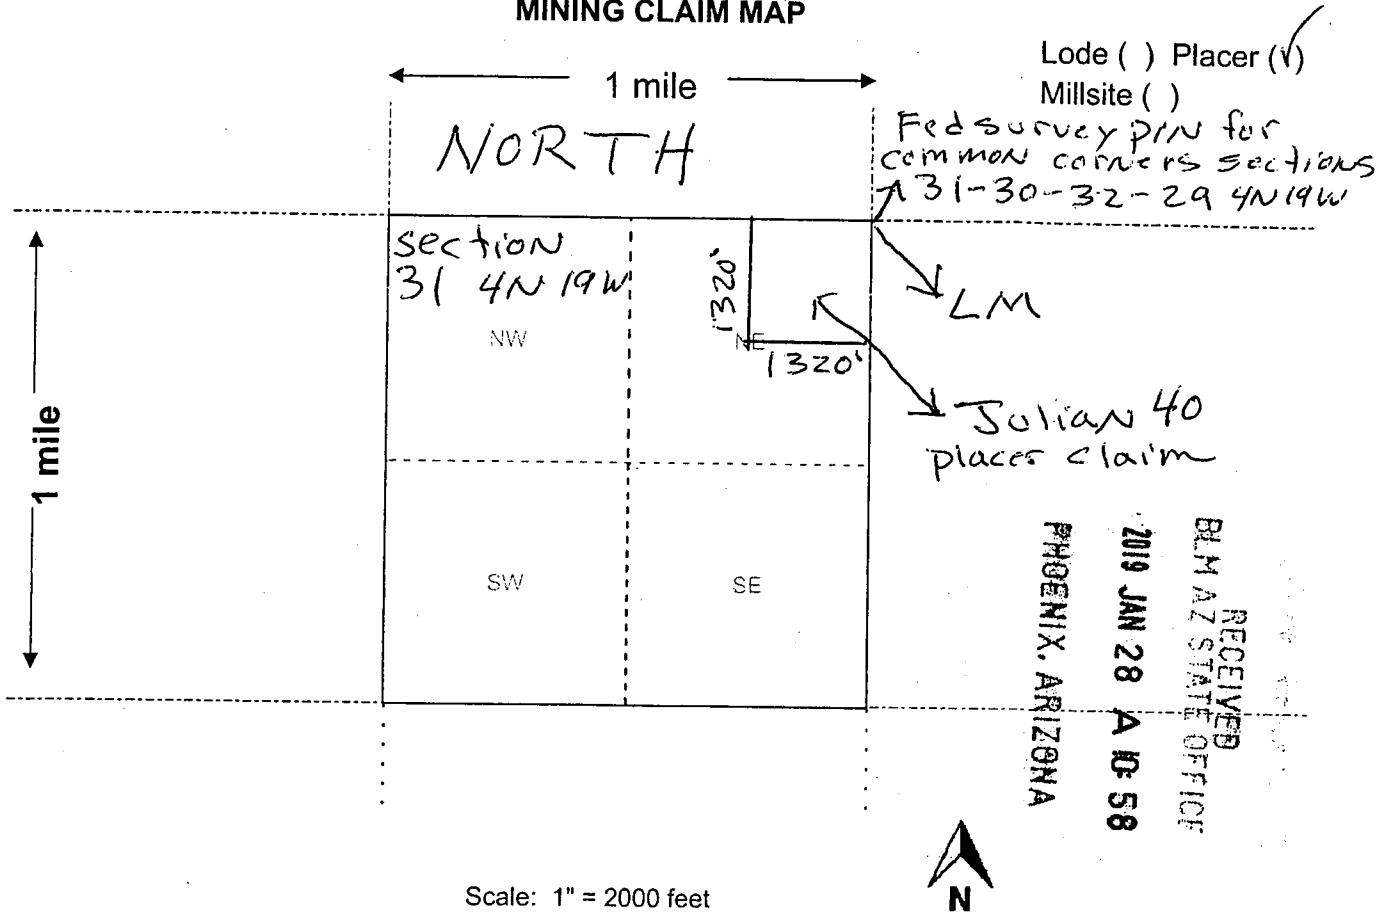 MINING CLAIM MAP
Lode ( ) Placer (√)
Millsite ( )
1 mile
NORTH
Fed survey pin for
common corners sections
31-30-32-29 4N19W
section
31 4N 19W
1320'
1320'
NW
NE
LM
Julian 40
placer claim
1 mile
SW
SE
RECEIVED
BLM AZ STATE OFFICE
2019 JAN 28 A 10:58
PHOENIX, ARIZONA
Scale: 1" = 2000 feet
N